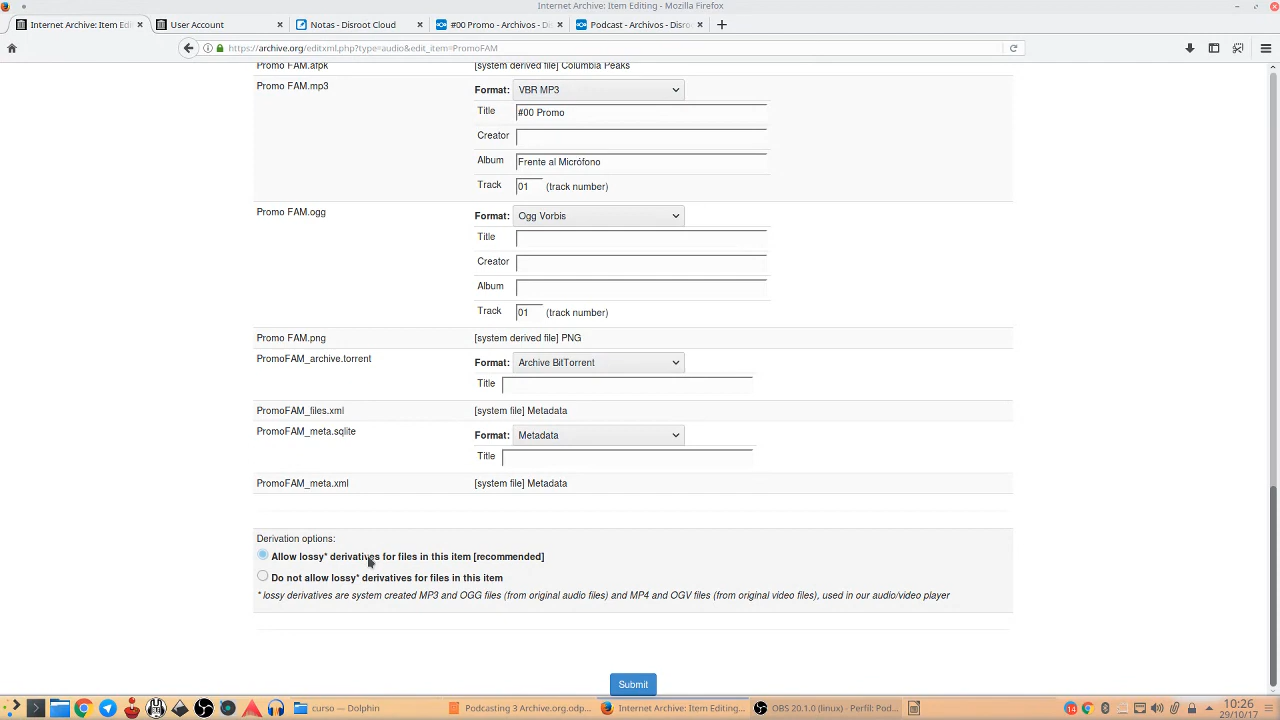 Internet Archive: Item Editing - Mozilla Firefox
Internet Archive: Item Edi
User Account
Notas - Disroot Cloud
#00 Promo - Archivos - D
Podcast - Archivos - Disro
https://archive.org/editxml.php?type=audio&edit_item=PromoFAM
Promo FAM.afpk [system derived file] Columbia Peaks
Promo FAM.mp3 Format: VBR MP3
Title #00 Promo
Creator
Album Frente al Micrófono
Track 01 (track number)
Promo FAM.ogg Format: Ogg Vorbis
Title
Creator
Album
Track 01 (track number)
Promo FAM.png [system derived file] PNG
PromoFAM_archive.torrent Format: Archive BitTorrent
Title
PromoFAM_files.xml [system file] Metadata
PromoFAM_meta.sqlite Format: Metadata
Title
PromoFAM_meta.xml [system file] Metadata
Derivation options:
Allow lossy* derivatives for files in this item [recommended]
Do not allow lossy* derivatives for files in this item
* lossy derivatives are system created MP3 and OGG files (from original audio files) and MP4 and OGV files (from original video files), used in our audio/video player
Submit
curso — Dolphin
Podcasting 3 Archive.org.odp...
Internet Archive: Item Editing...
OBS 20.1.0 (linux) - Perfil: Pod...
14
10:26
29/10/17